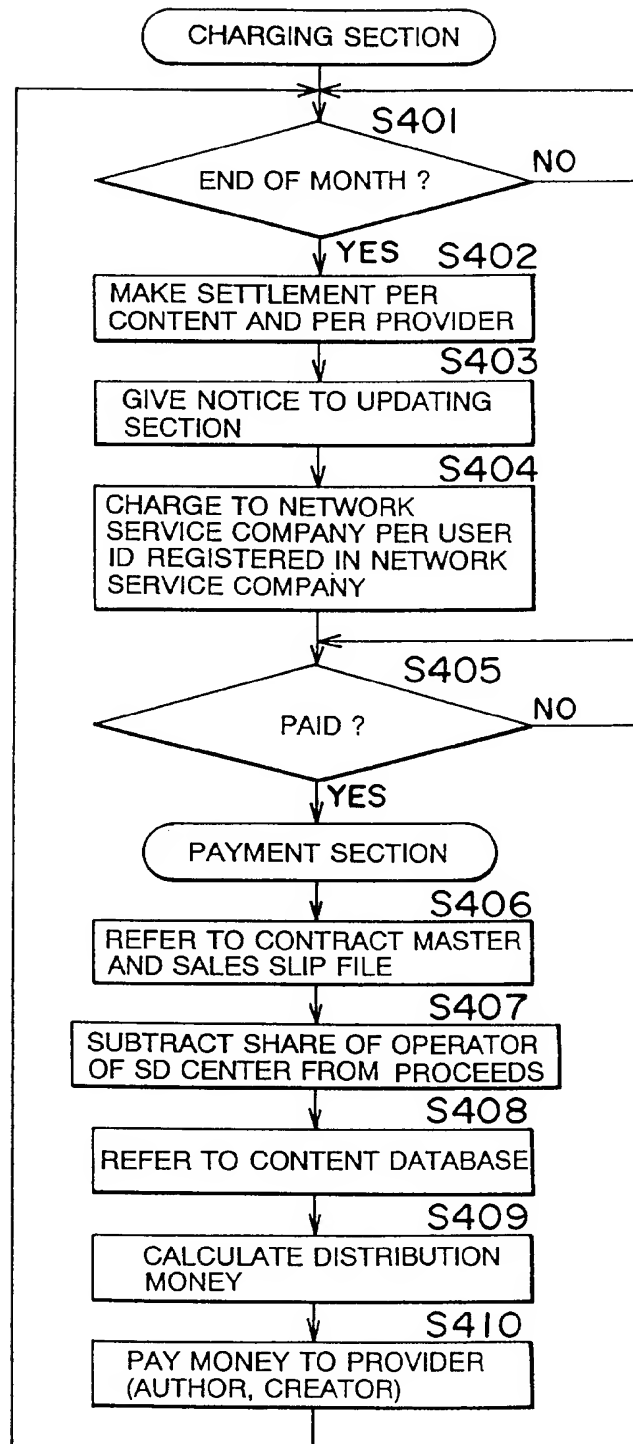 CHARGING SECTION
S401
END OF MONTH ?
NO
YES
S402
MAKE SETTLEMENT PER
CONTENT AND PER PROVIDER
S403
GIVE NOTICE TO UPDATING
SECTION
S404
CHARGE TO NETWORK
SERVICE COMPANY PER USER
ID REGISTERED IN NETWORK
SERVICE COMPANY
S405
PAID ?
NO
YES
PAYMENT SECTION
S406
REFER TO CONTRACT MASTER
AND SALES SLIP FILE
S407
SUBTRACT SHARE OF OPERATOR
OF SD CENTER FROM PROCEEDS
S408
REFER TO CONTENT DATABASE
S409
CALCULATE DISTRIBUTION
MONEY
S410
PAY MONEY TO PROVIDER
(AUTHOR, CREATOR)